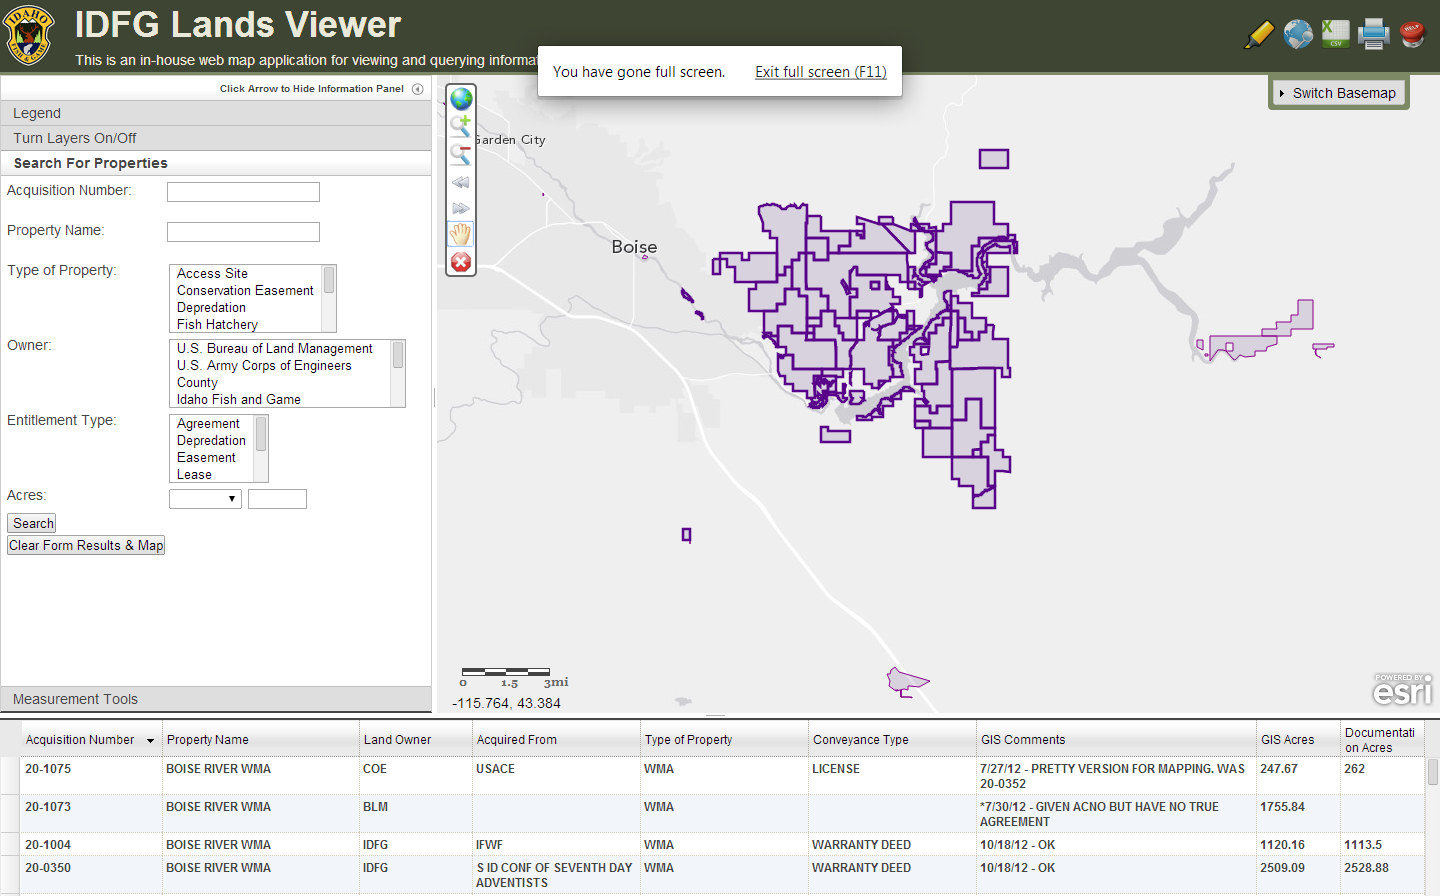 IDAHO
FISH & GAME
IDFG Lands Viewer
This is an in-house web map application for viewing and querying
CSV
HELP
You have gone full screen. Exit full screen (F11)
Click Arrow to Hide Information Panel
Legend
Turn Layers On/Off
Search For Properties
Acquisition Number:
Property Name:
Type of Property:
Access Site
Conservation Easement
Depredation
Fish Hatchery
Owner:
U.S. Bureau of Land Management
U.S. Army Corps of Engineers
County
Idaho Fish and Game
Entitlement Type:
Agreement
Depredation
Easement
Lease
Acres:
Search
Clear Form Results & Map
Measurement Tools
Switch Basemap
Garden City
Boise
0 1.5 3mi
-115.764, 43.384
POWERED BY
esri
Acquisition Number Property Name Land Owner Acquired From Type of Property Conveyance Type GIS Comments GIS Acres Documentati
on Acres
20-1075 BOISE RIVER WMA COE USACE WMA LICENSE 7/27/12 - PRETTY VERSION FOR MAPPING. WAS 247.67 262
20-0352
20-1073 BOISE RIVER WMA BLM WMA *7/30/12 - GIVEN ACNO BUT HAVE NO TRUE 1755.84
AGREEMENT
20-1004 BOISE RIVER WMA IDFG IFWF WMA WARRANTY DEED 10/18/12 - OK 1120.16 1113.5
20-0350 BOISE RIVER WMA IDFG S ID CONF OF SEVENTH DAY WMA WARRANTY DEED 10/18/12 - OK 2509.09 2528.88
ADVENTISTS